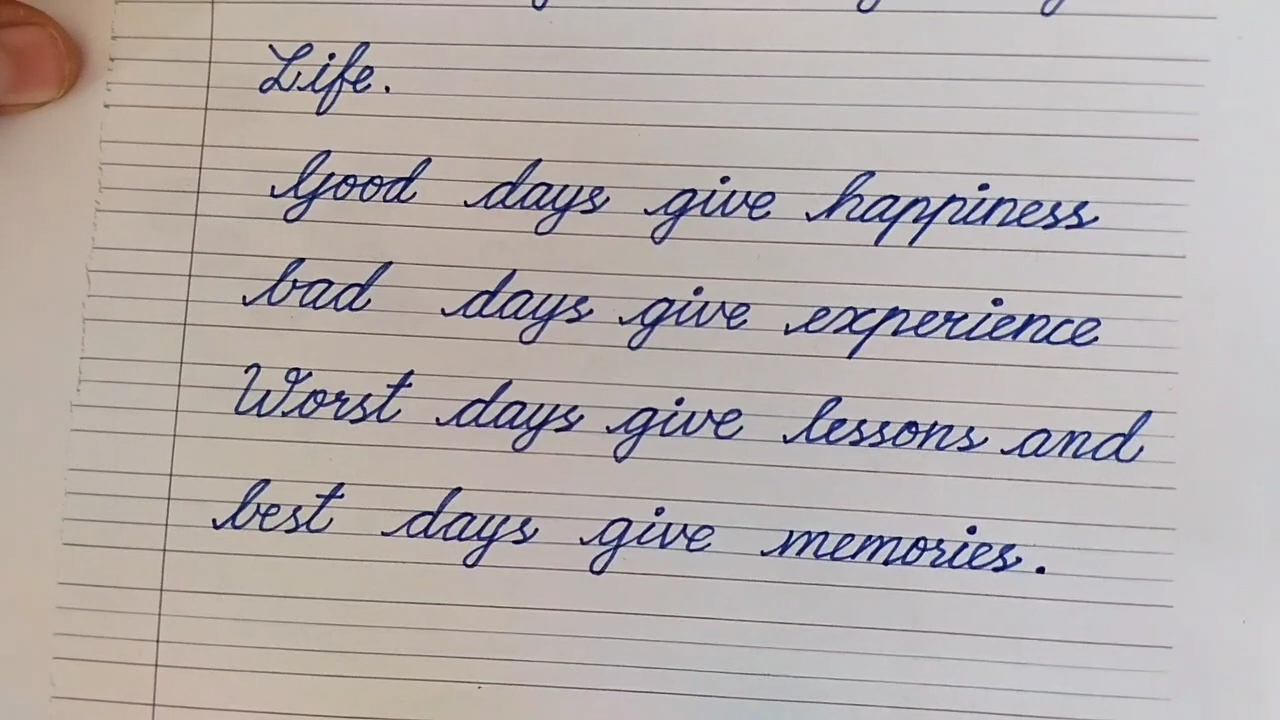 Life.
Good days give happiness
bad days give experience
Worst days give lessons and
best days give memories.